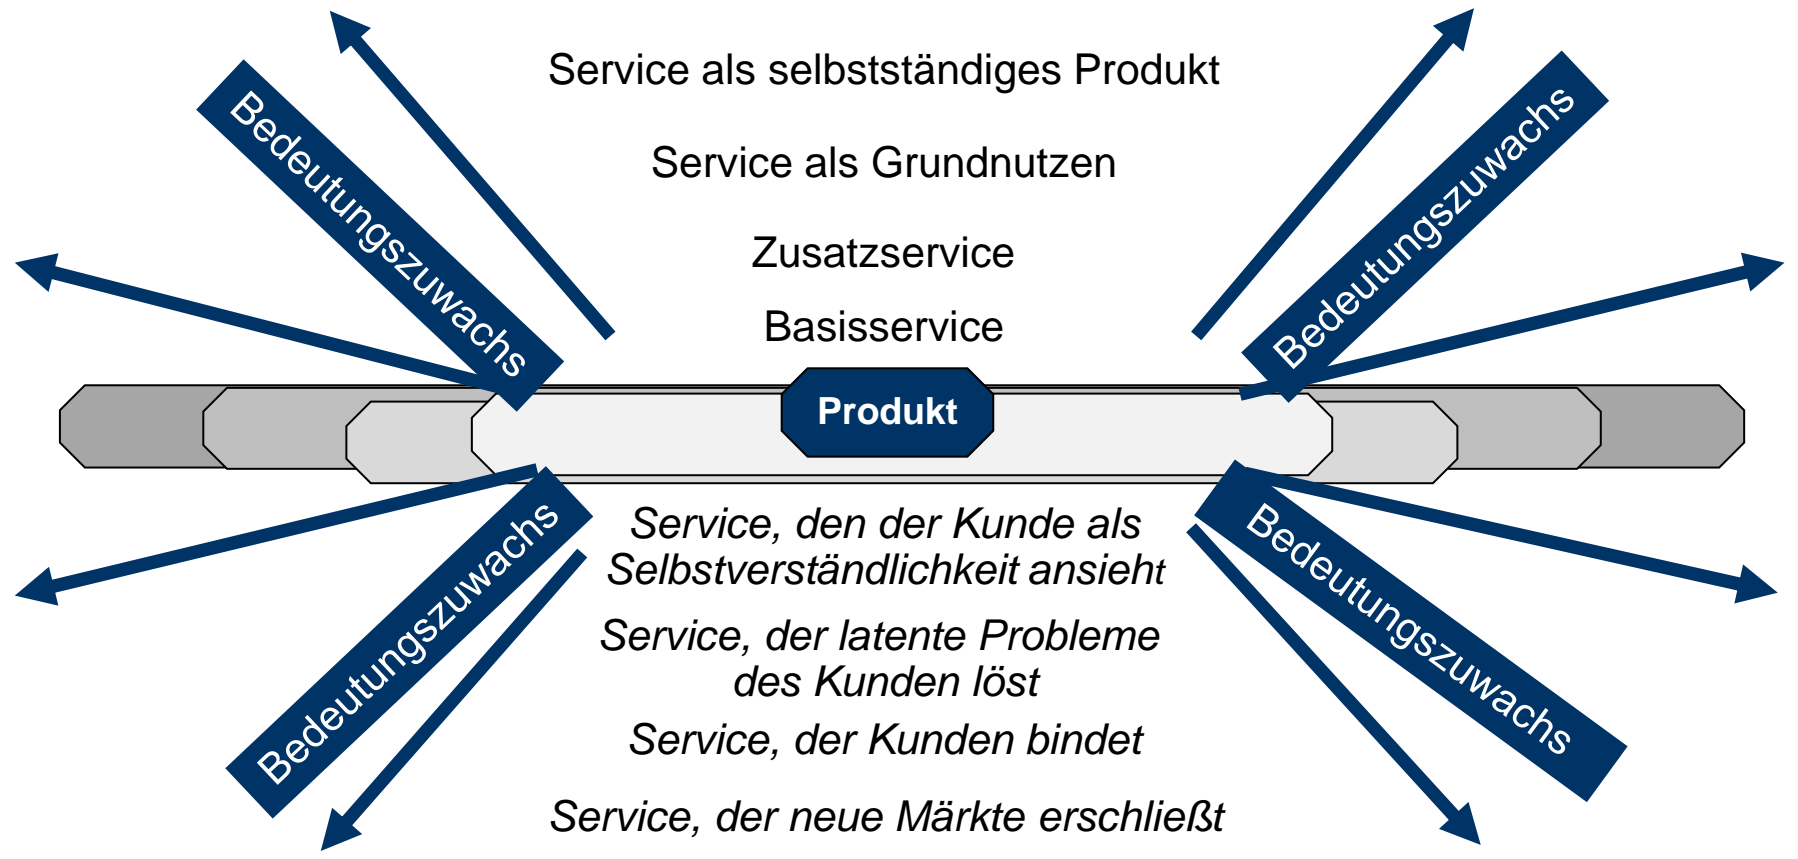 Service als selbstständiges Produkt
Bedeutungszuwachs
Bedeutungszuwachs
Service als Grundnutzen
Zusatzservice
Basisservice
Produkt
Service, den der Kunde als
Selbstverständlichkeit ansieht
Bedeutungszuwachs
Bedeutungszuwachs
Service, der latente Probleme
des Kunden löst
Service, der Kunden bindet
Service, der neue Märkte erschließt